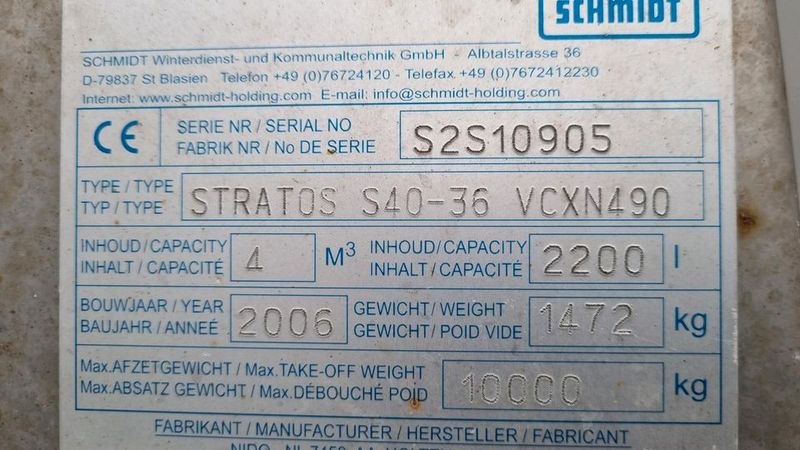 SCHMIDT
SCHMIDT Winterdienst- und Kommunaltechnik GmbH - Albtalstrasse 36
D-79837 St Blasien Telefon +49 (0)76724120 - Telefax +49 (0)7672412230
Internet: www.schmidt-holding.com E-mail: info@schmidt-holding.com
CE
SERIE NR / SERIAL NO
FABRIK NR / No DE SERIE
S2S10905
TYPE / TYPE
TYP / TYPE
STRATOS S40-36 VCXN490
INHOUD / CAPACITY
INHALT / CAPACITÉ
4 M³
INHOUD / CAPACITY
INHALT / CAPACITÉ
2200 l
BOUWJAAR / YEAR
BAUJAHR / ANNEÉ
2006
GEWICHT / WEIGHT
GEWICHT / POID VIDE
1472 kg
Max.AFZETGEWICHT / Max.TAKE-OFF WEIGHT
Max.ABSATZ GEWICHT / Max.DÉBOUCHÉ POID
10000 kg
FABRIKANT / MANUFACTURER / HERSTELLER / FABRICANT